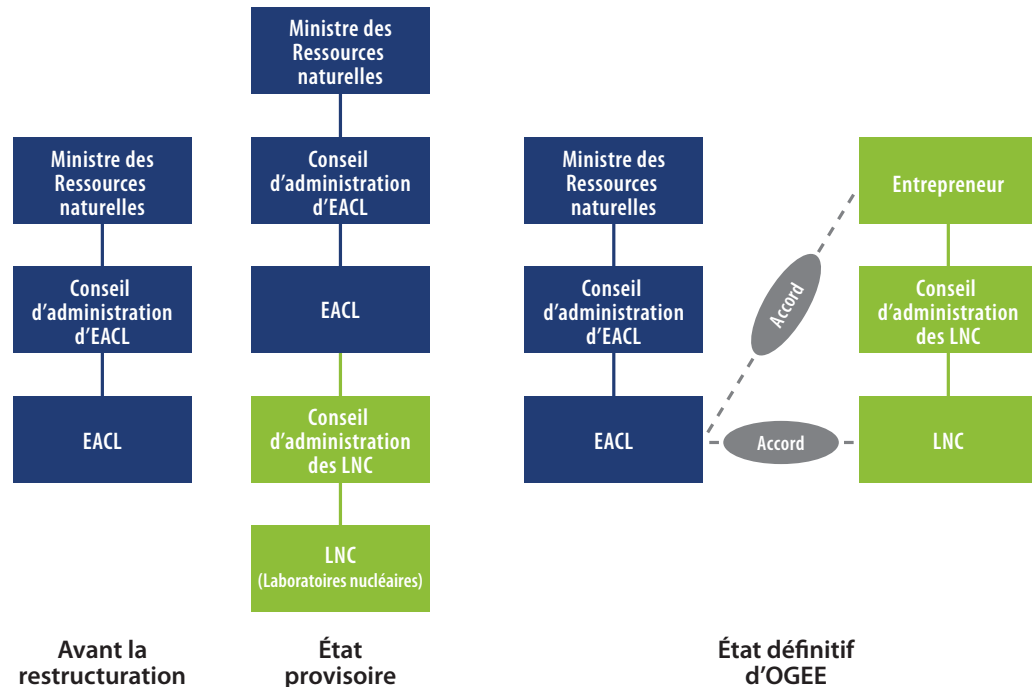 Ministre des
Ressources
naturelles
Conseil
d'administration
d'EACL
EACL
Avant la
restructuration
Ministre des
Ressources
naturelles
Conseil
d'administration
d'EACL
EACL
Conseil
d'administration
des LNC
LNC
(Laboratoires nucléaires)
État
provisoire
Ministre des
Ressources
naturelles
Conseil
d'administration
d'EACL
EACL
Accord
Accord
Entrepreneur
Conseil
d'administration
des LNC
LNC
État définitif
d'OGEE